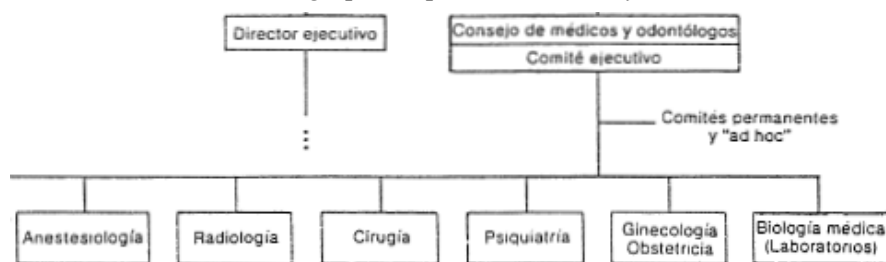 Director ejecutivo
Consejo de médicos y odontólogos
Comité ejecutivo
Comités permanentes
y "ad hoc"
Anestesiología
Radiología
Cirugía
Psiquiatría
Ginecología
Obstetricia
Biología médica
(Laboratorios)